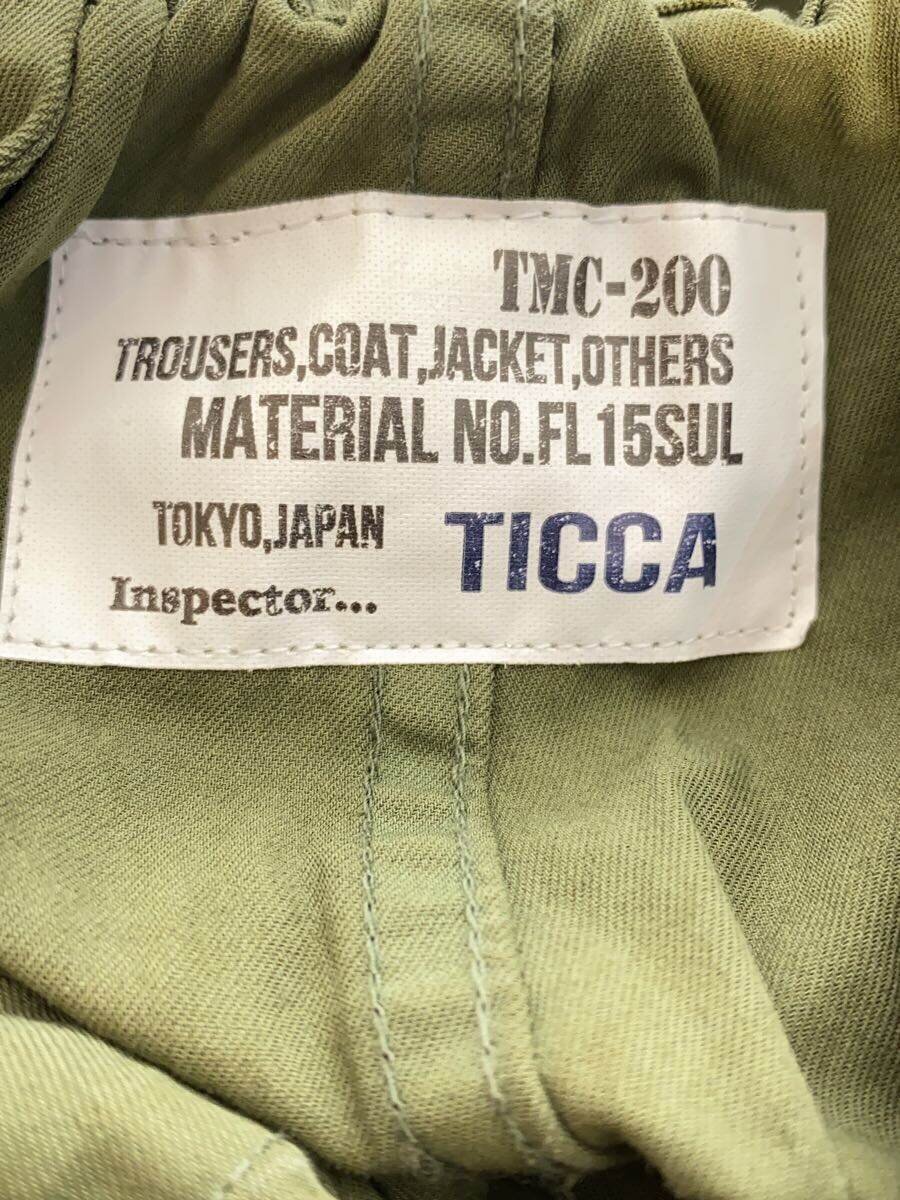 TMC-200
TROUSERS,COAT,JACKET,OTHERS
MATERIAL NO.FL15SUL
TOKYO,JAPAN
TICCA
Inspector...